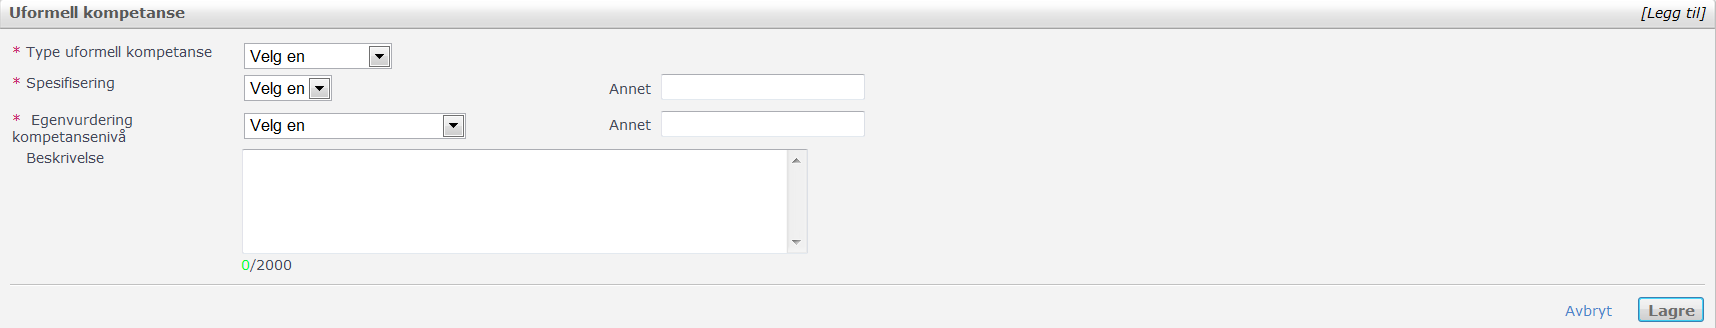 Uformell kompetanse [Legg til]
* Type uformell kompetanse Velg en
* Spesifisering Velg en Annet
* Egenvurdering kompetansenivå Velg en Annet
Beskrivelse
0/2000
Avbryt Lagre